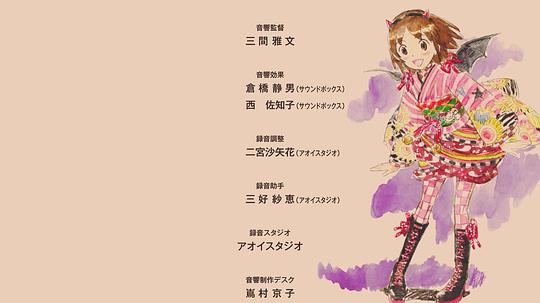 音響監督
三間雅文
音響効果
倉橋静男(サウンドボックス)
西 佐知子(サウンドボックス)
録音調整
二宮沙矢花(アオイスタジオ)
録音助手
三好紗恵(アオイスタジオ)
録音スタジオ
アオイスタジオ
音響制作デスク
嶌村京子